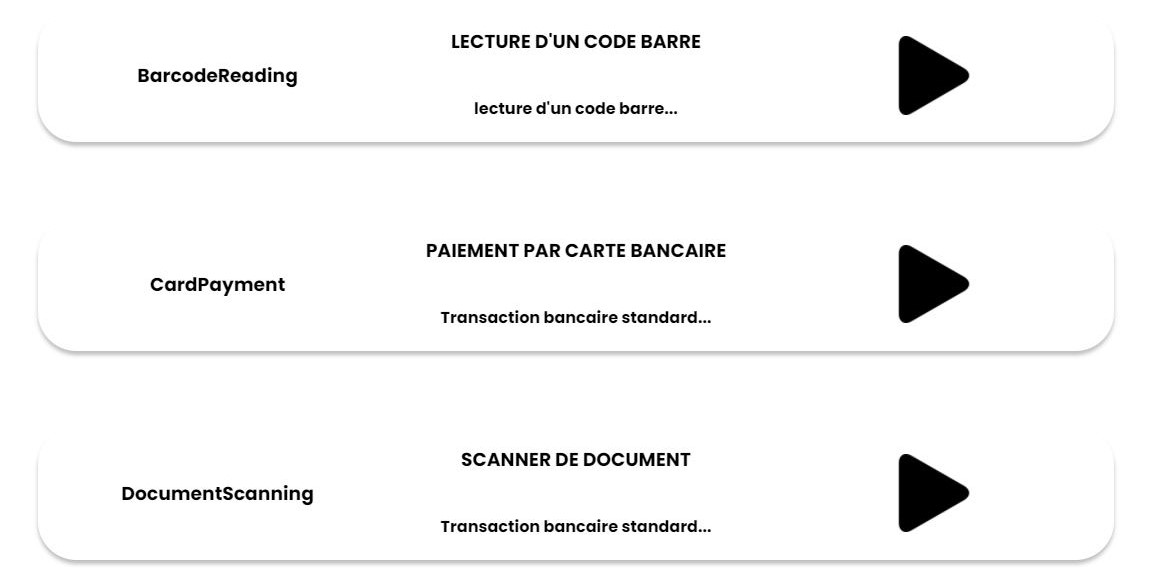 LECTURE D'UN CODE BARRE
BarcodeReading
lecture d'un code barre...
PAIEMENT PAR CARTE BANCAIRE
CardPayment
Transaction bancaire standard...
SCANNER DE DOCUMENT
DocumentScanning
Transaction bancaire standard...